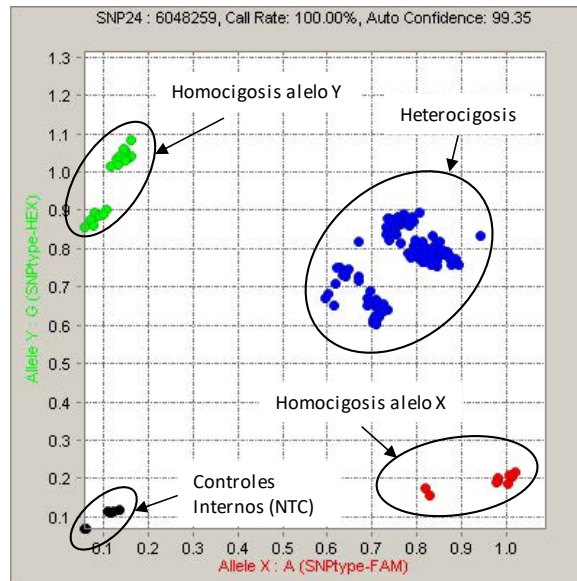 SNP24 : 6048259, Call Rate: 100.00%, Auto Confidence: 99.35
1.3
1.2
1.1
1.0
0.9
0.8
0.7
0.6
0.5
0.4
0.3
0.2
0.1
Allele Y : G (SNPtype-HEX)
Homocigosis alelo Y
Heterocigosis
Homocigosis alelo X
Controles
Internos (NTC)
0.1 0.2 0.3 0.4 0.5 0.6 0.7 0.8 0.9 1.0
Allele X : A (SNPtype-FAM)